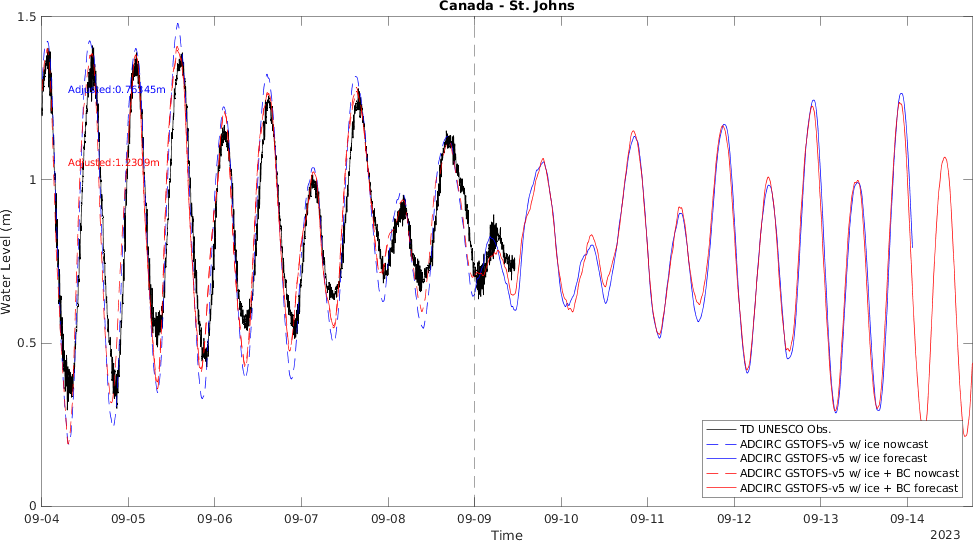 Canada - St. Johns
1.5
Adjusted:0.76345m
Adjusted:1.2309m
1
Water Level (m)
0.5
TD UNESCO Obs.
ADCIRC GSTOFS-v5 w/ ice nowcast
ADCIRC GSTOFS-v5 w/ ice forecast
ADCIRC GSTOFS-v5 w/ ice + BC nowcast
ADCIRC GSTOFS-v5 w/ ice + BC forecast
0
09-04 09-05 09-06 09-07 09-08 09-09 09-10 09-11 09-12 09-13 09-14
Time
2023